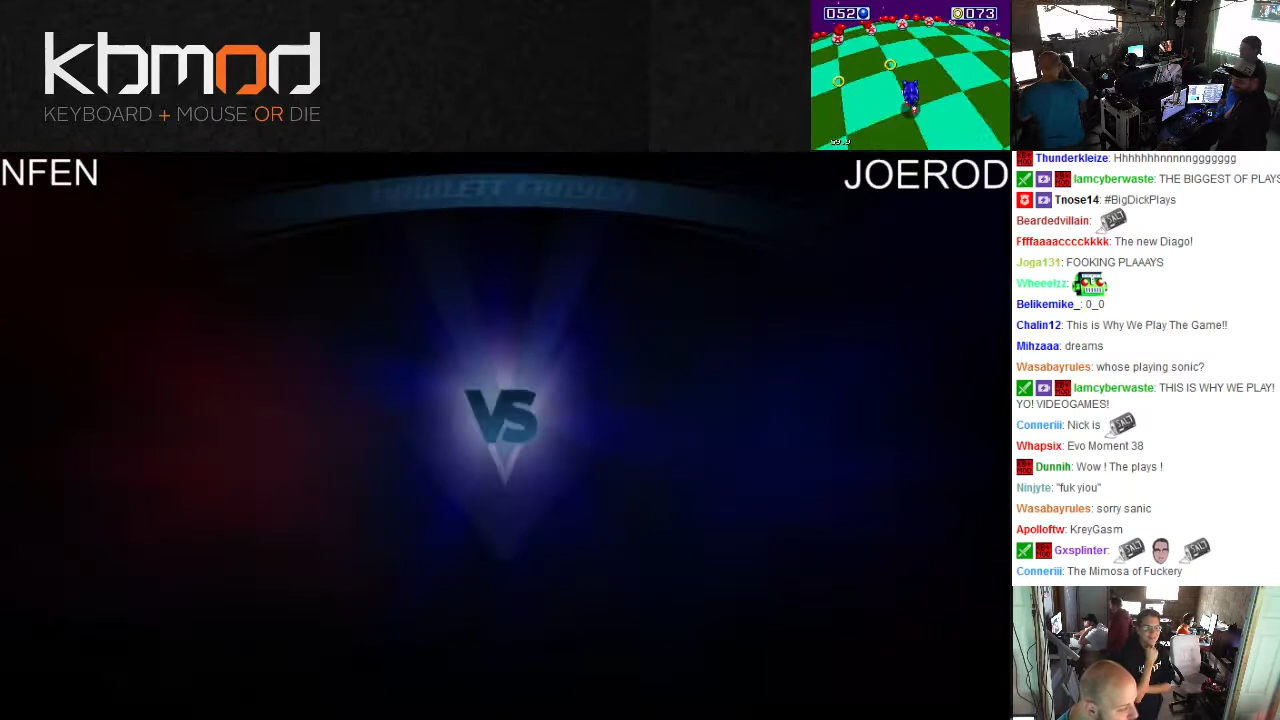 kbmod
KEYBOARD + MOUSE OR DIE
052
073
NFEN
JOEROD
VS
Thunderkleize: Hhhhhhhnnnnnggggggg
Iamcyberwaste: THE BIGGEST OF PLAYS
Tnose14: #BigDickPlays
Beardedvillain:
Ffffaaaacccckkkk: The new Diago!
Joga131: FOOKING PLAAAYS
Wheeelzz:
Belikemike_: 0_0
Chalin12: This is Why We Play The Game!!
Mihzaaa: dreams
Wasabayrules: whose playing sonic?
Iamcyberwaste: THIS IS WHY WE PLAY!
YO! VIDEOGAMES!
Conneriii: Nick is
Whapsix: Evo Moment 38
Dunnih: Wow ! The plays !
Ninjyte: "fuk yiou"
Wasabayrules: sorry sanic
Apolloftw: KreyGasm
Gxsplinter:
Conneriii: The Mimosa of Fuckery